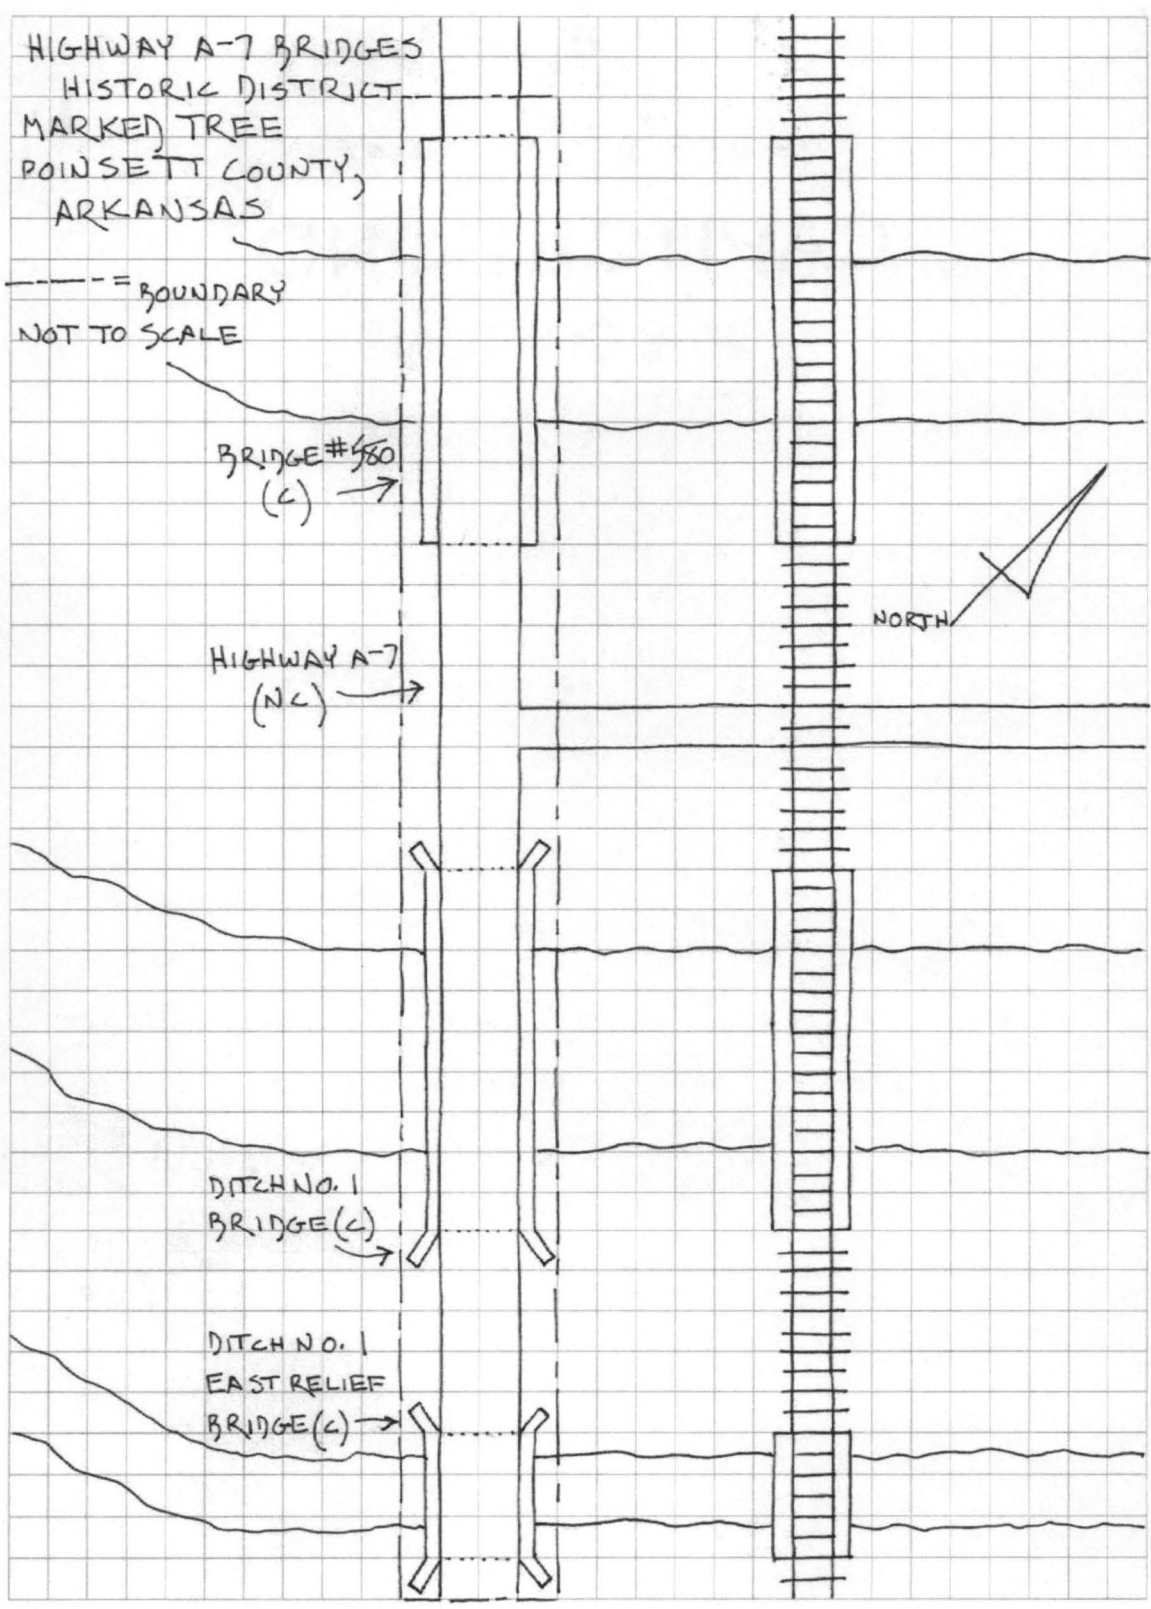 HIGHWAY A-7 BRIDGES
HISTORIC DISTRICT
MARKED TREE
POINSETT COUNTY,
ARKANSAS
= BOUNDARY
NOT TO SCALE
BRIDGE #580
(C)
NORTH
HIGHWAY A-7
(NC)
DITCH NO. 1
BRIDGE (C)
DITCH NO. 1
EAST RELIEF
BRIDGE (C)